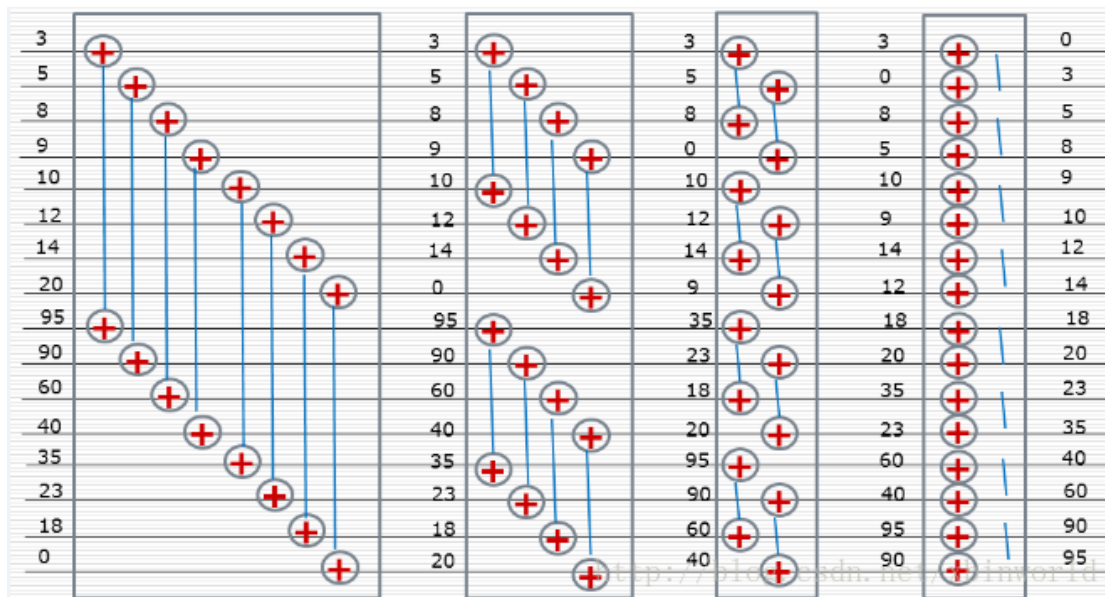 3 3 3 3 0
5 5 5 0 3
8 8 8 8 5
9 9 0 5 8
10 10 10 10 9
12 12 12 9 10
14 14 14 14 12
20 0 9 12 14
95 95 35 18 18
90 90 23 20 20
60 60 18 35 23
40 40 20 23 35
35 35 95 60 40
23 23 90 40 60
18 18 60 95 90
0 20 40 90 95